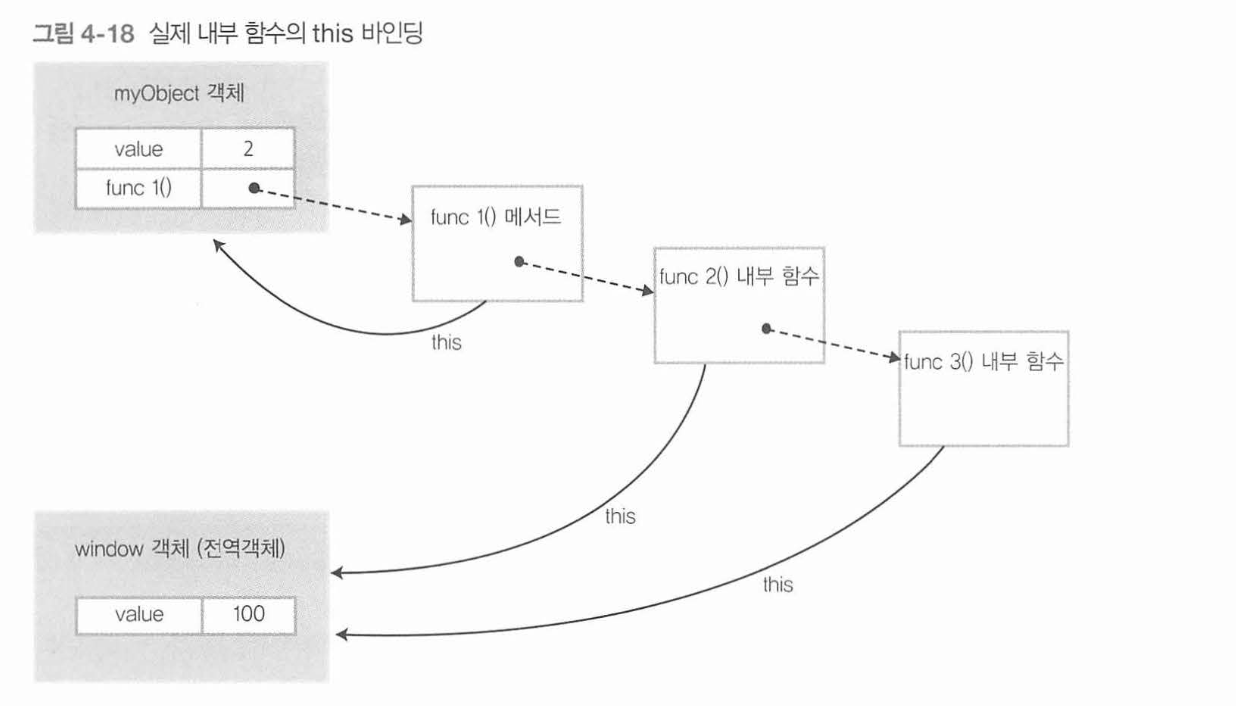 그림 4-18 실제 내부 함수의 this 바인딩
myObject 객체
value 2
func 1()
func 1() 메서드
func 2() 내부 함수
func 3() 내부 함수
this
this
this
window 객체 (전역객체)
value 100